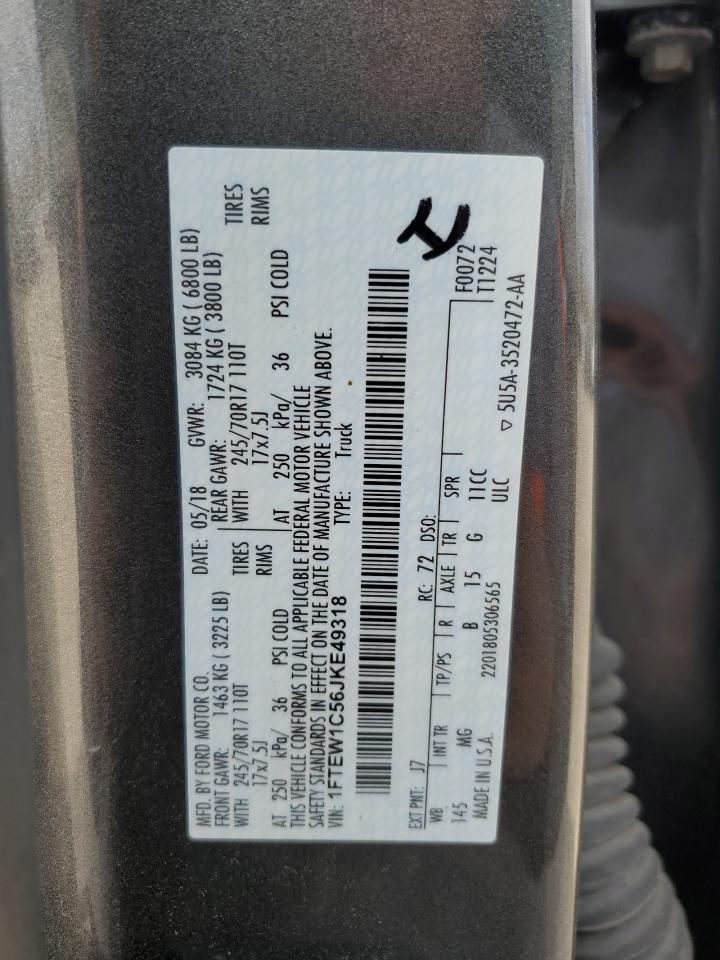 MFD. BY FORD MOTOR CO.
DATE: 05/18 GVWR: 3084 KG ( 6800 LB)
FRONT GAWR: 1463 KG ( 3225 LB)
REAR GAWR: 1724 KG ( 3800 LB)
WITH 245/70R17 110T TIRES
WITH 245/70R17 110T TIRES
17x7.5J RIMS
17x7.5J RIMS
AT 250 kPa/ 36 PSI COLD
AT 250 kPa/ 36 PSI COLD
THIS VEHICLE CONFORMS TO ALL APPLICABLE FEDERAL MOTOR VEHICLE
SAFETY STANDARDS IN EFFECT ON THE DATE OF MANUFACTURE SHOWN ABOVE.
VIN: 1FTEW1C56JKE49318
TYPE: Truck
H
EXT PNT: J7 RC: 72 DSO:
WB INT TR TP/PS R AXLE TR SPR F0072
145 MG B 15 G 11CC T1224
MADE IN U.S.A. 2201805306565 ULC
▽ 5U5A-3520472-AA